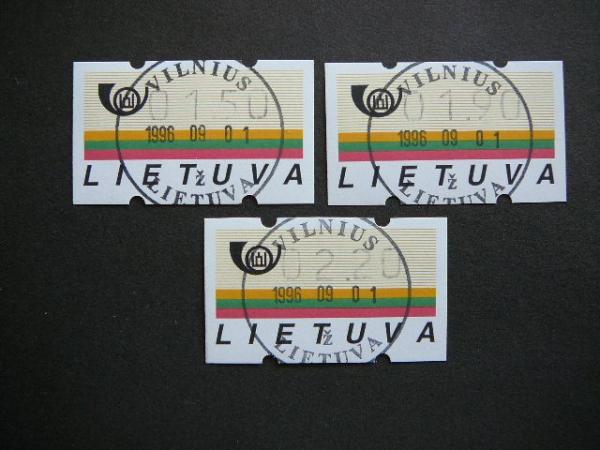 VILNIUS
01.50
1996 09 01
LIETUVA
ž
LIETUVA
VILNIUS
01.90
1996 09 01
LIETUVA
ž
LIETUVA
VILNIUS
02.20
1996 09 01
LIETUVA
ž
LIETUVA